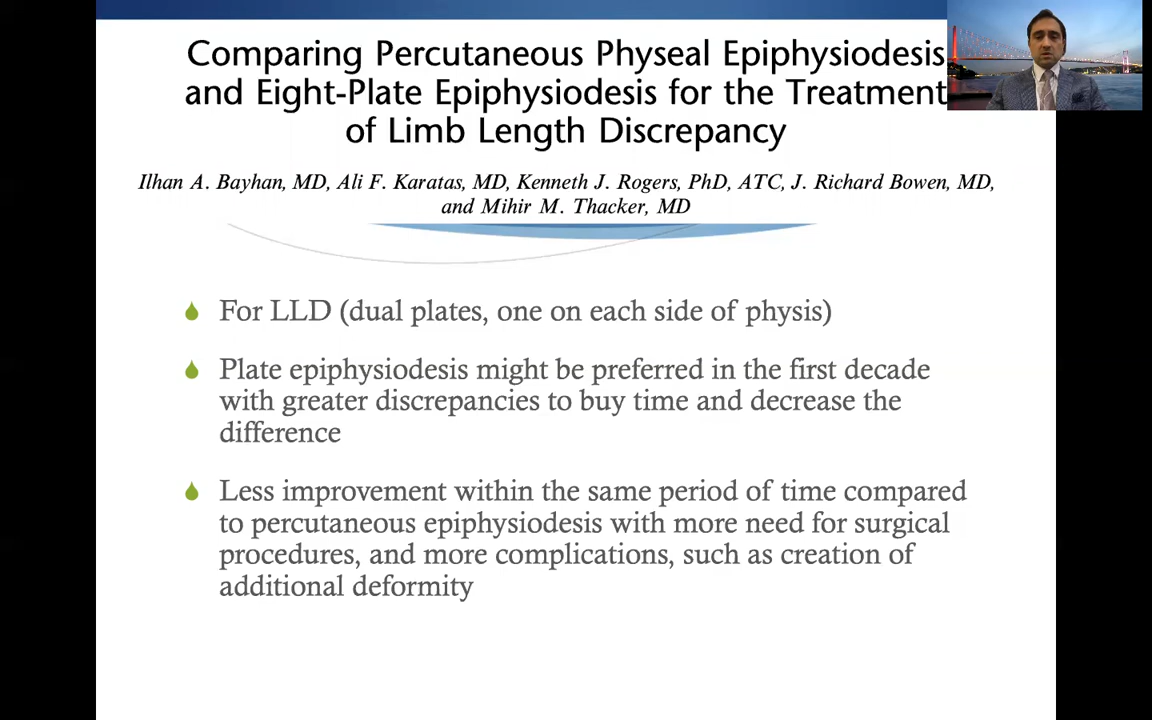 Comparing Percutaneous Physeal Epiphysiodesis
and Eight-Plate Epiphysiodesis for the Treatment
of Limb Length Discrepancy
Ilhan A. Bayhan, MD, Ali F. Karatas, MD, Kenneth J. Rogers, PhD, ATC, J. Richard Bowen, MD,
and Mihir M. Thacker, MD
For LLD (dual plates, one on each side of physis)
Plate epiphysiodesis might be preferred in the first decade
with greater discrepancies to buy time and decrease the
difference
Less improvement within the same period of time compared
to percutaneous epiphysiodesis with more need for surgical
procedures, and more complications, such as creation of
additional deformity